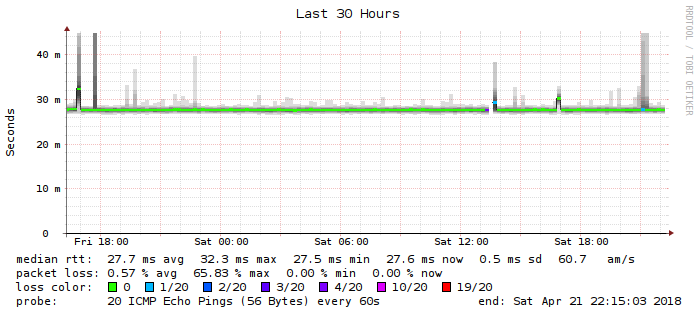 Last 30 Hours
RRDTOOL / TOBI OETIKER
Seconds
40 m
30 m
20 m
10 m
0
Fri 18:00 Sat 00:00 Sat 06:00 Sat 12:00 Sat 18:00
median rtt: 27.7 ms avg 32.3 ms max 27.5 ms min 27.6 ms now 0.5 ms sd 60.7 am/s
packet loss: 0.57 % avg 65.83 % max 0.00 % min 0.00 % now
loss color: 0 1/20 2/20 3/20 4/20 10/20 19/20
probe: 20 ICMP Echo Pings (56 Bytes) every 60s end: Sat Apr 21 22:15:03 2018